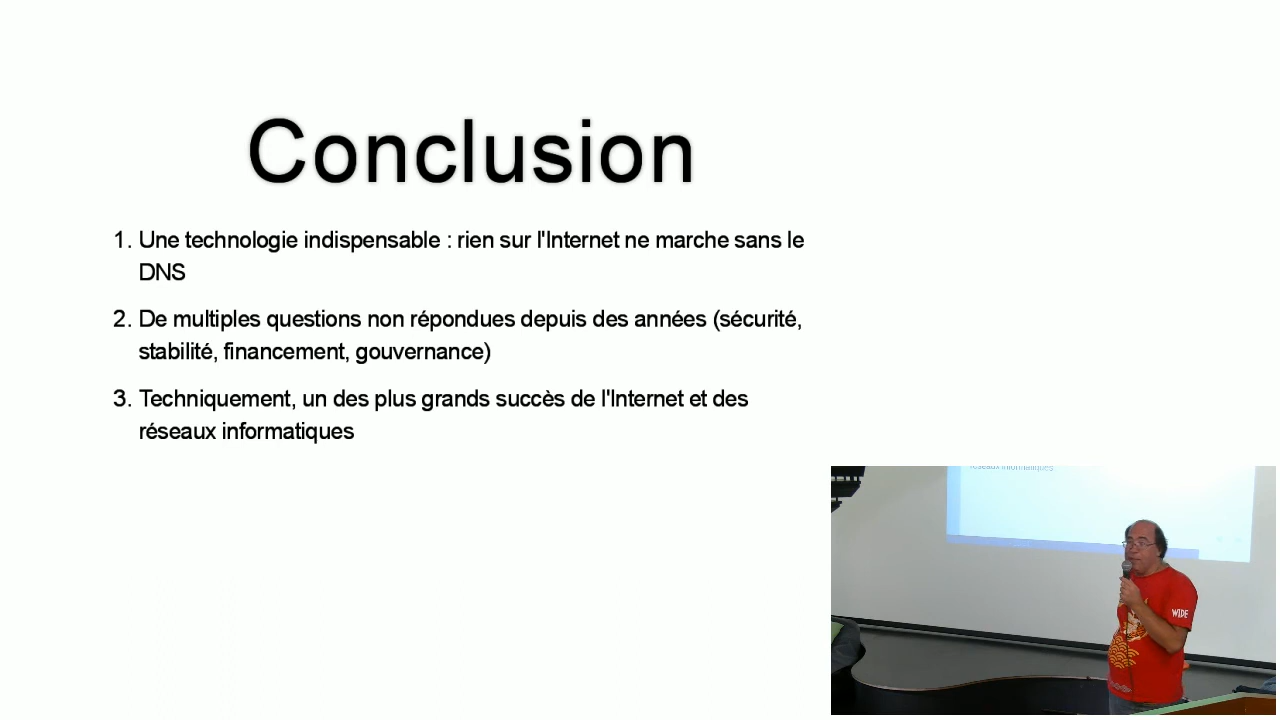 Conclusion
1. Une technologie indispensable : rien sur l'Internet ne marche sans le
DNS
2. De multiples questions non répondues depuis des années (sécurité,
stabilité, financement, gouvernance)
3. Techniquement, un des plus grands succès de l'Internet et des
réseaux informatiques
réseaux informatiques
WIDE